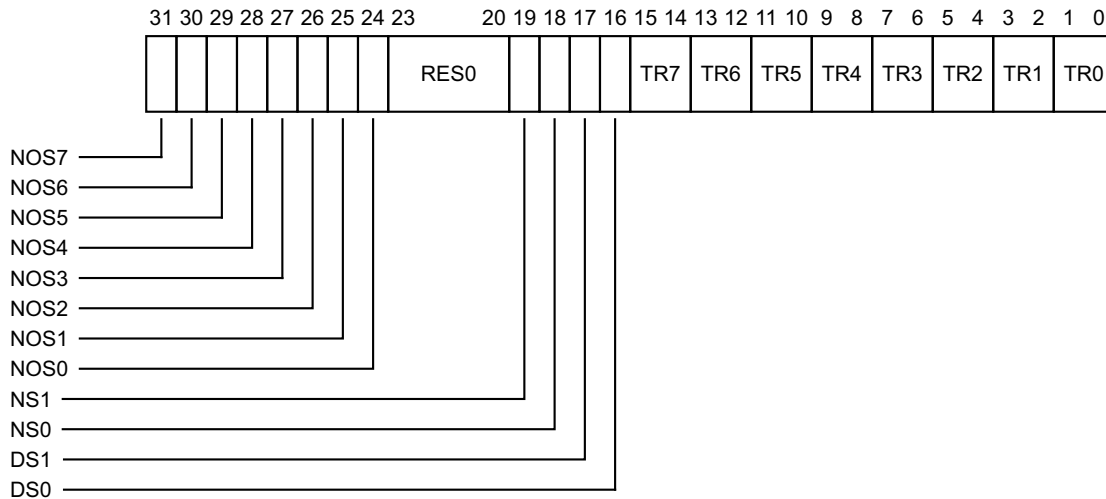 31 30 29 28 27 26 25 24 23 20 19 18 17 16 15 14 13 12 11 10 9 8 7 6 5 4 3 2 1 0
RES0 TR7 TR6 TR5 TR4 TR3 TR2 TR1 TR0
NOS7
NOS6
NOS5
NOS4
NOS3
NOS2
NOS1
NOS0
NS1
NS0
DS1
DS0